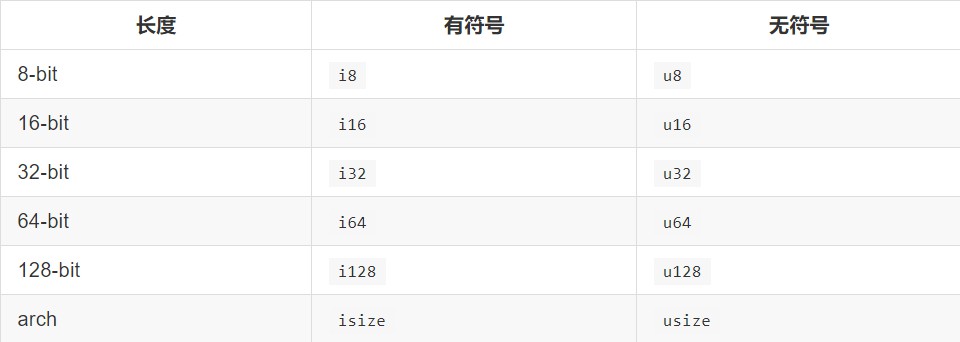 长度 有符号 无符号
8-bit i8 u8
16-bit i16 u16
32-bit i32 u32
64-bit i64 u64
128-bit i128 u128
arch isize usize